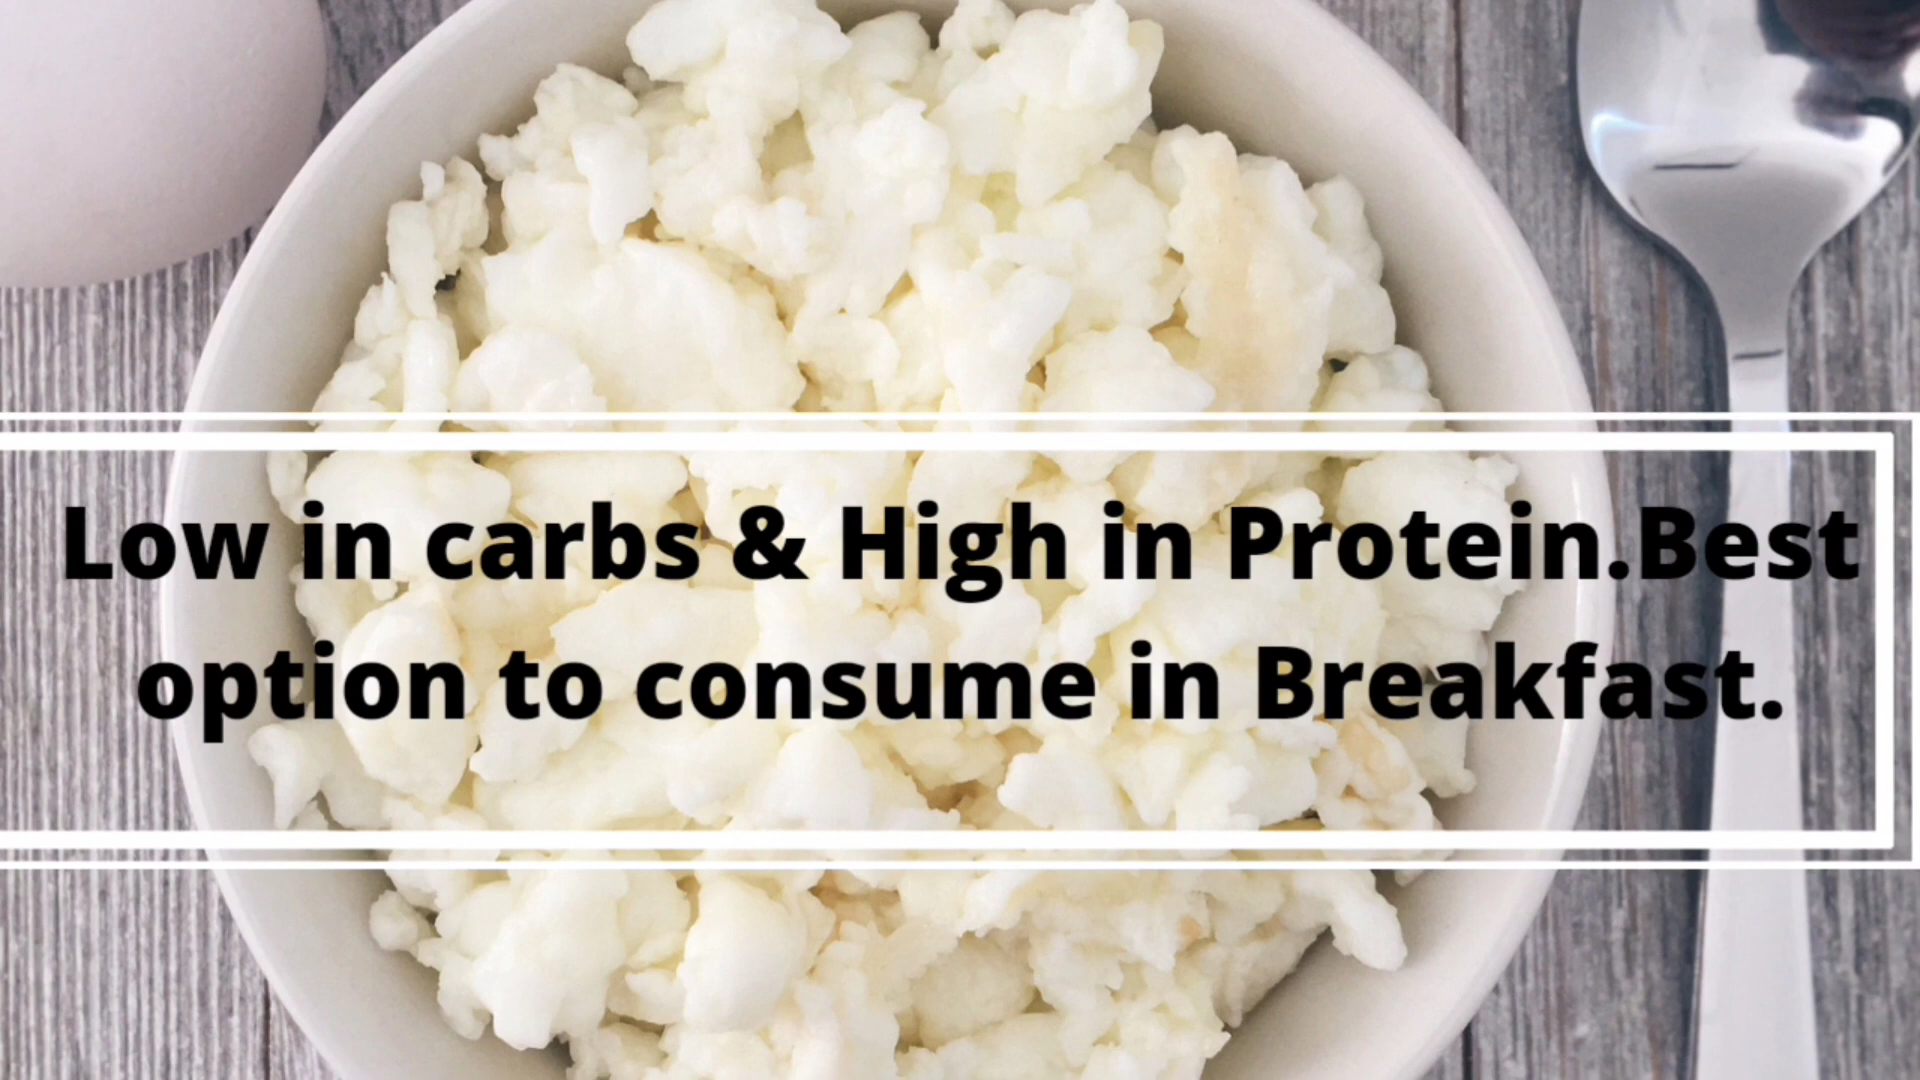 Low in carbs & High in Protein.Best
option to consume in Breakfast.